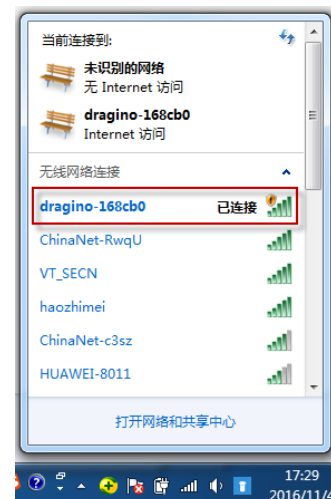 当前连接到:
未识别的网络
无 Internet 访问
dragino-168cb0
Internet 访问
无线网络连接
dragino-168cb0 已连接
ChinaNet-RwqU
VT_SECN
haozhimei
ChinaNet-c3sz
HUAWEI-8011
打开网络和共享中心
17:29
2016/11/4